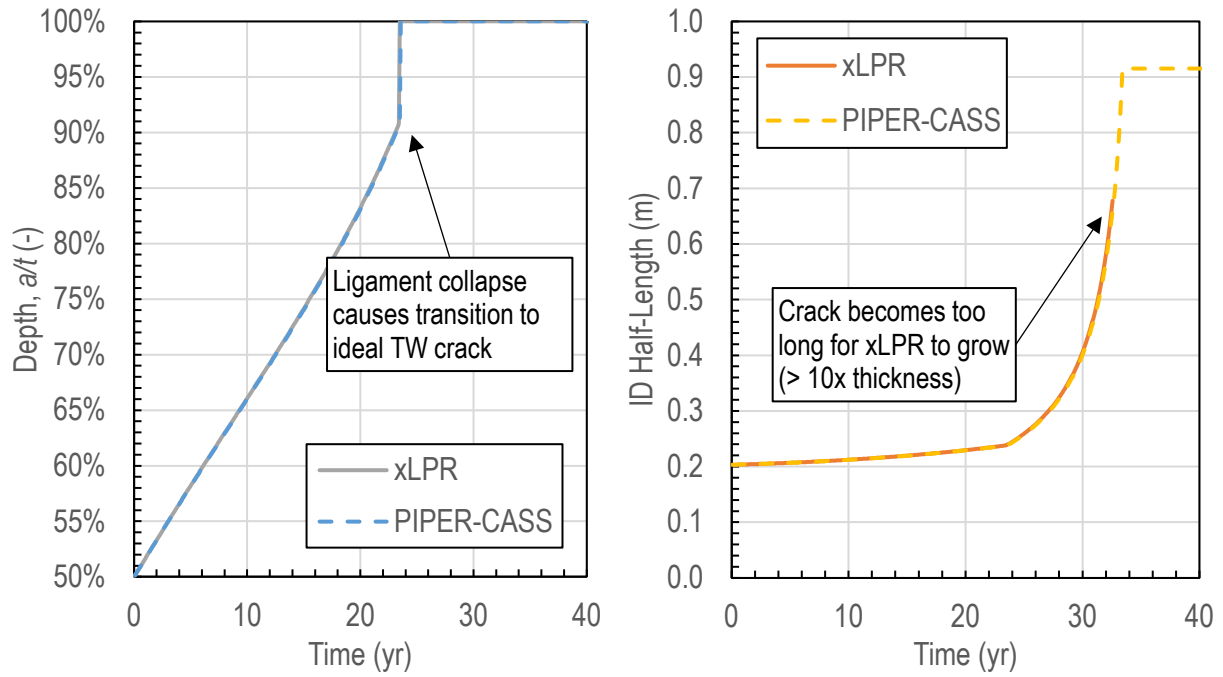 100%
95%
90%
85%
80%
75%
70%
65%
60%
55%
50%
Depth, a/t (-)
Ligament collapse
causes transition to
ideal TW crack
xLPR
PIPER-CASS
0
10
20
30
40
Time (yr)
1.0
0.9
0.8
0.7
0.6
0.5
0.4
0.3
0.2
0.1
0.0
ID Half-Length (m)
xLPR
PIPER-CASS
Crack becomes too
long for xLPR to grow
(> 10x thickness)
0
10
20
30
40
Time (yr)